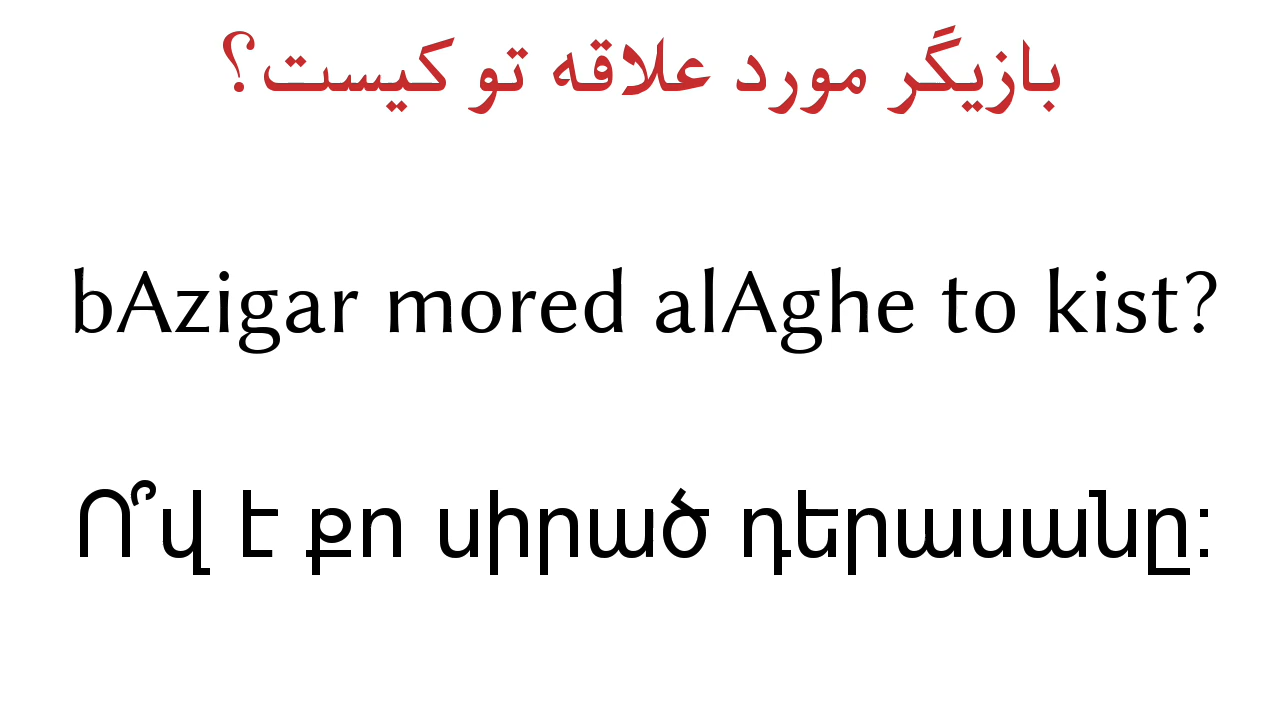 بازیگر مورد علاقه تو کیست؟
bAzigar mored alAghe to kist?
Ո՞վ է քո սիրած դերասանը: